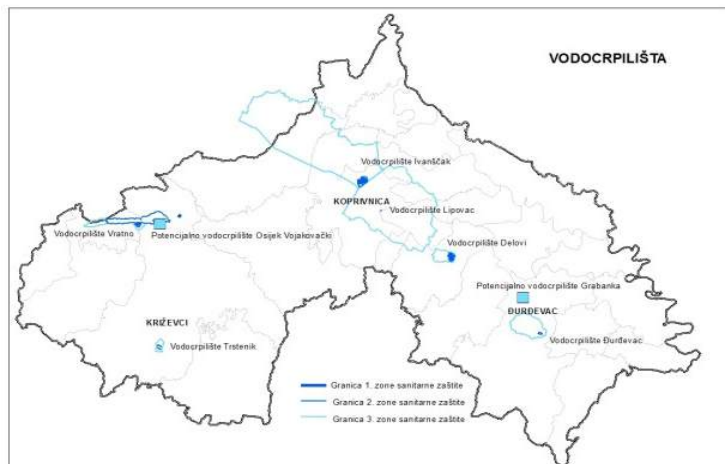 VODOCRPILIŠTA
Vodocrpilište Ivanščak
KOPRIVNICA
Vodocrpilište Lipovac
Vodocrpilište Vratno
Potencijalno vodocrpilište Osijek Vojakovački
Vodocrpilište Delovi
Potencijalno vodocrpilište Grabanka
ĐURĐEVAC
KRIŽEVCI
Vodocrpilište Đurđevac
Vodocrpilište Trstenik
Granica 1. zone sanitarne zaštite
Granica 2. zone sanitarne zaštite
Granica 3. zone sanitarne zaštite